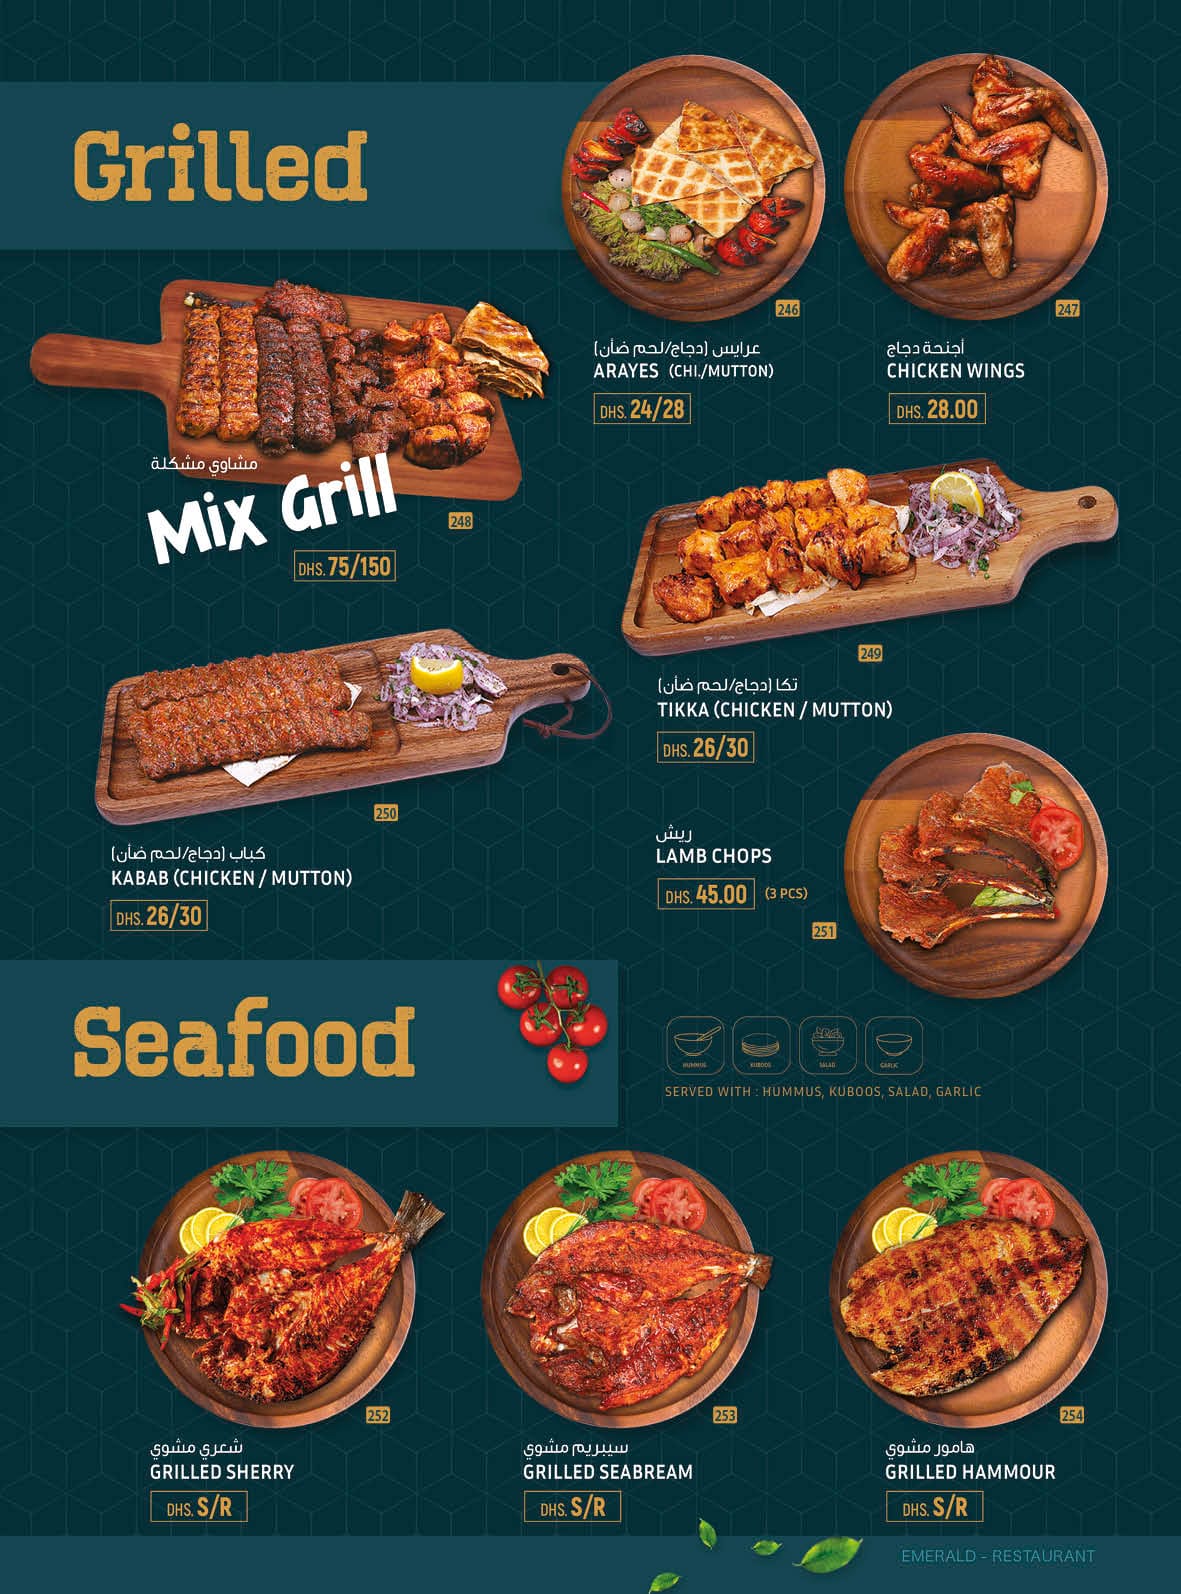 Grilled
246
عرايس (دجاج/لحم ضأن)
ARAYES (CHI./MUTTON)
DHS. 24/28
247
أجنحة دجاج
CHICKEN WINGS
DHS. 28.00
مشاوي مشكلة
Mix Grill
248
DHS. 75/150
249
تكا (دجاج/لحم ضأن)
TIKKA (CHICKEN / MUTTON)
DHS. 26/30
250
كباب (دجاج/لحم ضأن)
KABAB (CHICKEN / MUTTON)
DHS. 26/30
ريش
LAMB CHOPS
DHS. 45.00 (3 PCS)
251
Seafood
HUMMUS KUBOOS SALAD GARLIC
SERVED WITH : HUMMUS, KUBOOS, SALAD, GARLIC
252
شعري مشوي
GRILLED SHERRY
DHS. S/R
253
سيبريم مشوي
GRILLED SEABREAM
DHS. S/R
254
هامور مشوي
GRILLED HAMMOUR
DHS. S/R
EMERALD - RESTAURANT